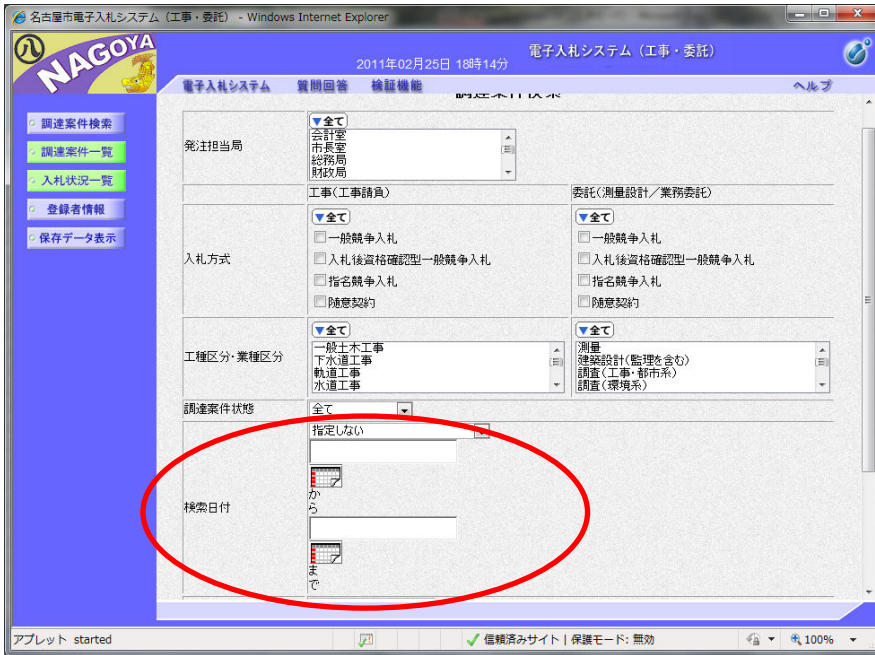 名古屋市電子入札システム（工事・委託） - Windows Internet Explorer
八
NAGOYA
2011年02月25日 18時14分
電子入札システム（工事・委託）
電子入札システム 質問回答 検証機能 ヘルプ
調達案件検索
調達案件一覧
入札状況一覧
登録者情報
保存データ表示
調達案件検索
発注担当局
▼全て
会計室
市長室
総務局
財政局
工事(工事請負) 委託(測量設計／業務委託)
入札方式
▼全て
一般競争入札
入札後資格確認型一般競争入札
指名競争入札
随意契約
▼全て
一般競争入札
入札後資格確認型一般競争入札
指名競争入札
随意契約
工種区分・業種区分
▼全て
一般土木工事
下水道工事
軌道工事
水道工事
▼全て
測量
建築設計(監理を含む)
調査(工事・都市系)
調査(環境系)
調達案件状態 全て
検索日付
指定しない
7
か
ら
7
ま
で
アプレット started
信頼済みサイト | 保護モード: 無効
100%